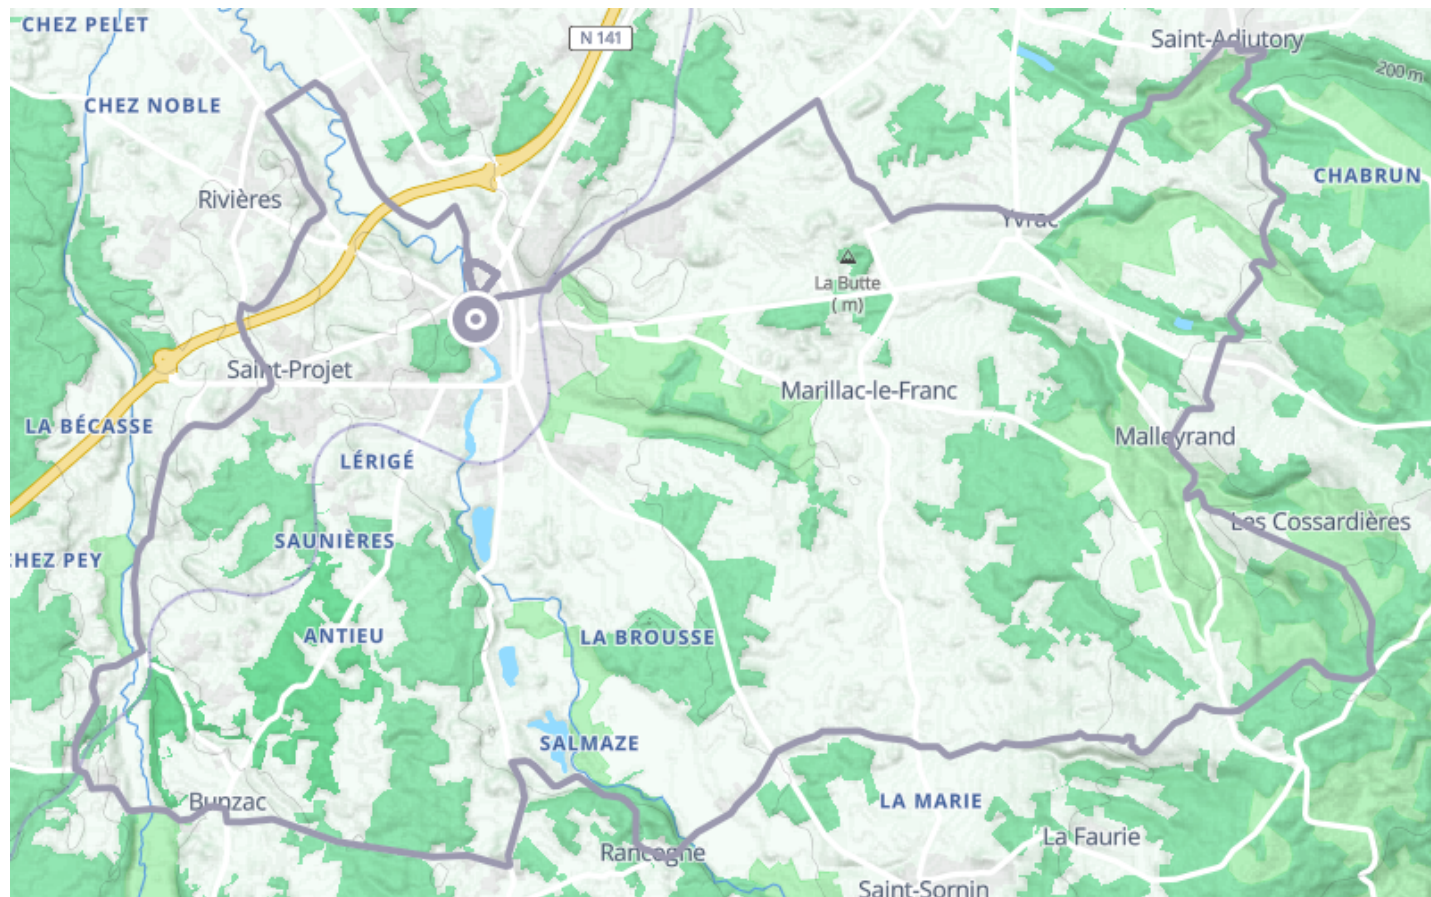 CHEZ PELET
N 141
Saint-Adjutory
200 m
CHEZ NOBLE
CHABRUN
Rivières
Yvrac
La Butte
( m)
Saint-Projet
Marillac-le-Franc
LA BÉCASSE
Malleyrand
LÉRIGÉ
Les Cossardières
SAUNIÈRES
CHEZ PEY
ANTIEU
LA BROUSSE
SALMAZE
Bunzac
LA MARIE
La Faurie
Rancogne
Saint-Sornin